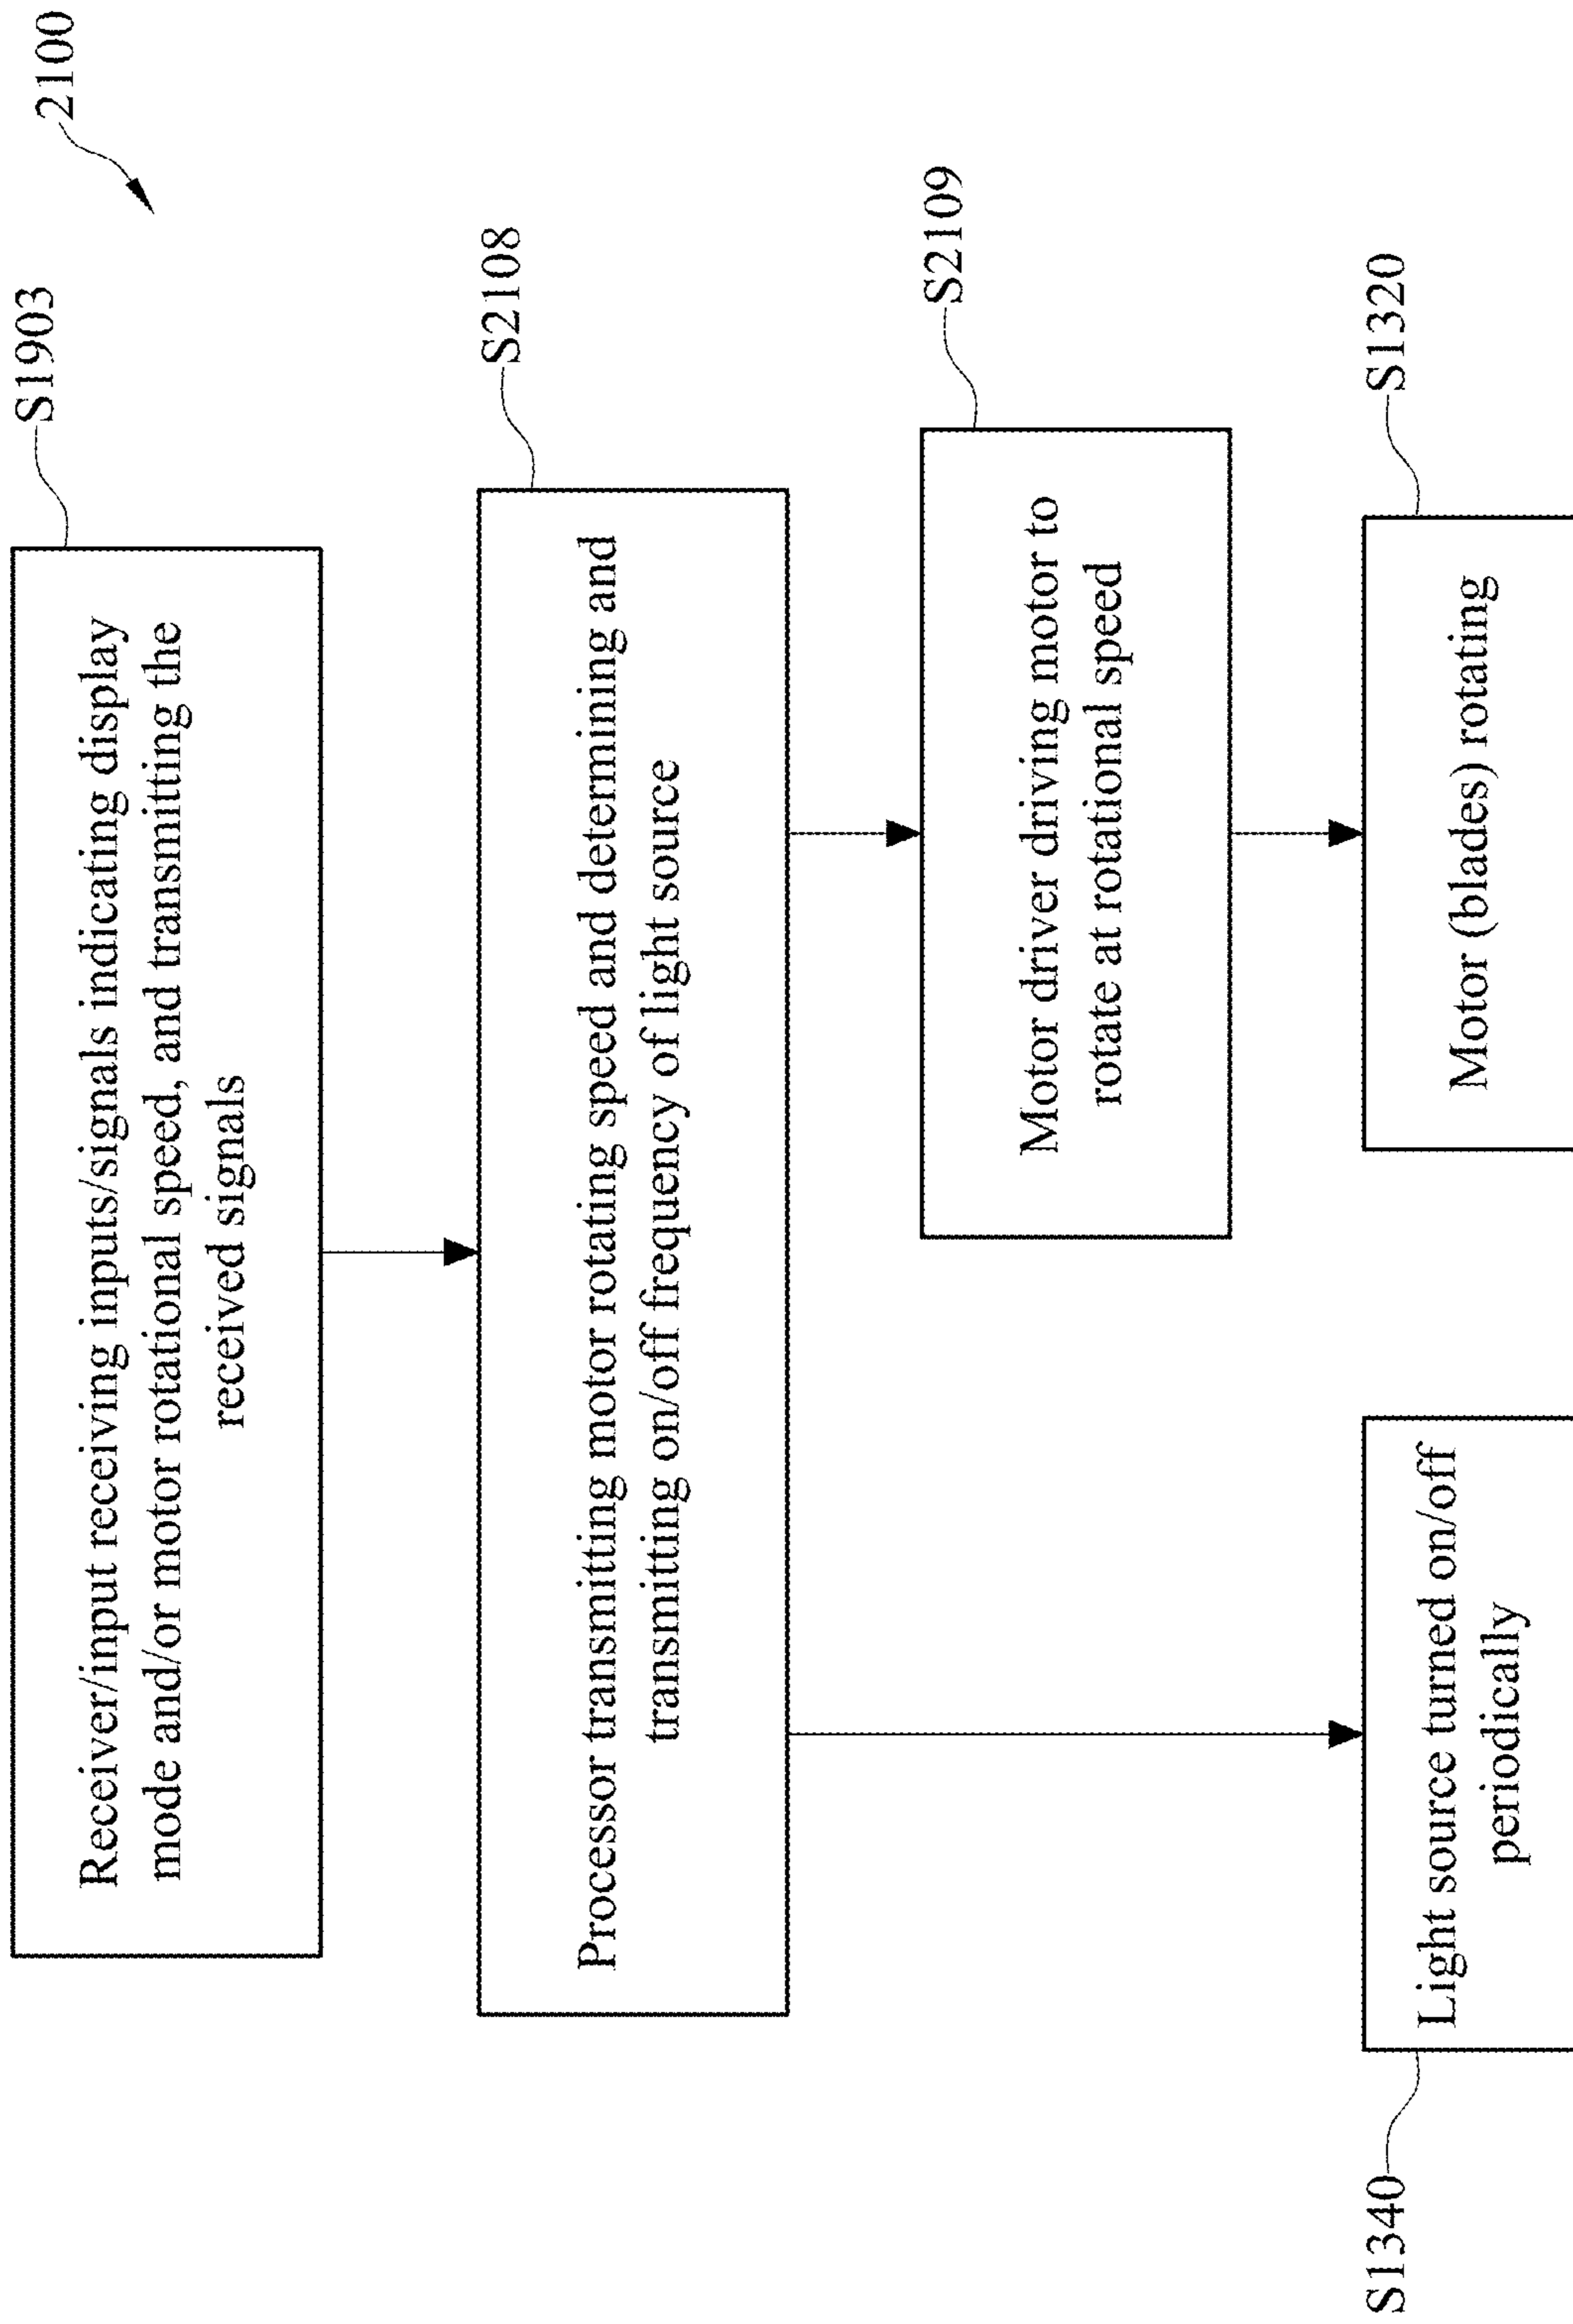 2100
S1903
Receiver/input receiving inputs/signals indicating display
mode and/or motor rotational speed, and transmitting the
received signals
S2108
Processor transmitting motor rotating speed and determining and
transmitting on/off frequency of light source
S2109
Motor driver driving motor to
rotate at rotational speed
S1340
Light source turned on/off
periodically
S1320
Motor (blades) rotating